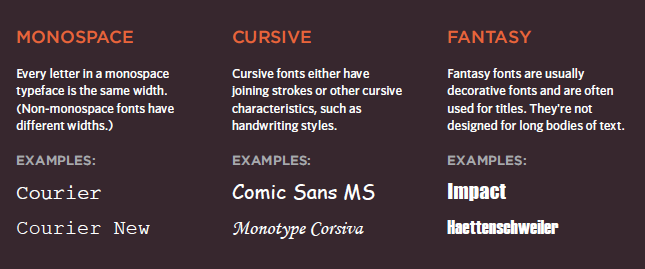 MONOSPACE
Every letter in a monospace
typeface is the same width.
(Non-monospace fonts have
different widths.)
EXAMPLES:
Courier
Courier New
CURSIVE
Cursive fonts either have
joining strokes or other cursive
characteristics, such as
handwriting styles.
EXAMPLES:
Comic Sans MS
Monotype Corsiva
FANTASY
Fantasy fonts are usually
decorative fonts and are often
used for titles. They're not
designed for long bodies of text.
EXAMPLES:
Impact
Haettenschweiler